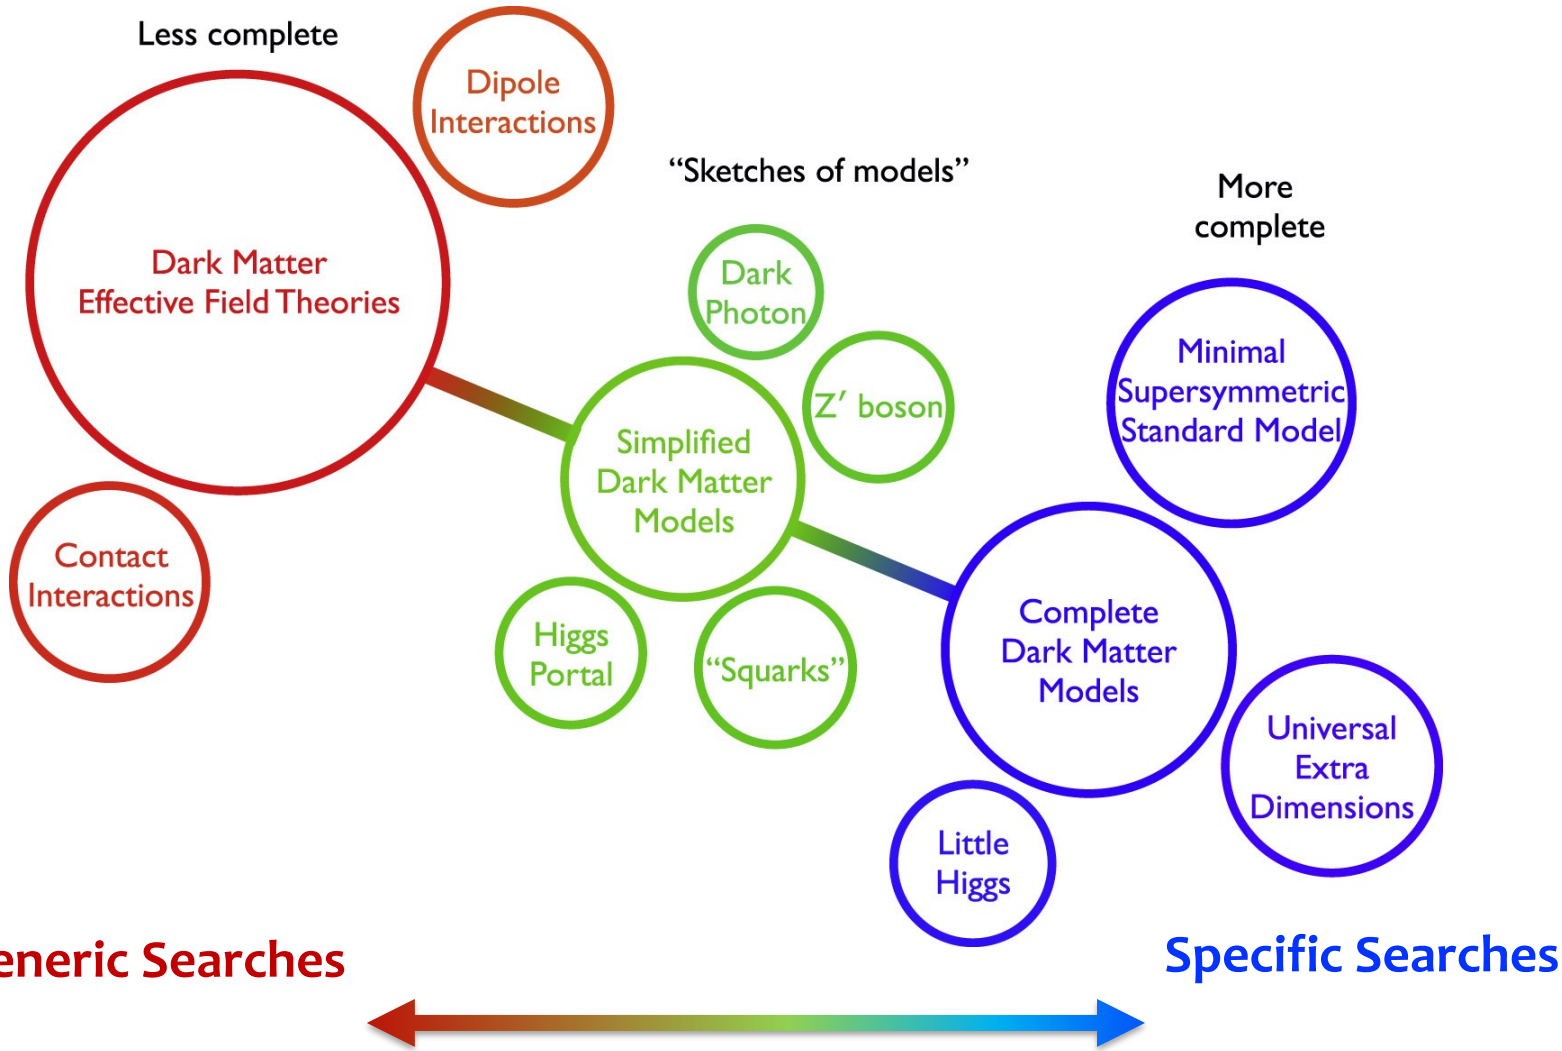 Less complete
Dipole
Interactions
"Sketches of models"
More
complete
Dark Matter
Effective Field Theories
Dark
Photon
Z′ boson
Minimal
Supersymmetric
Standard Model
Simplified
Dark Matter
Models
Contact
Interactions
Higgs
Portal
"Squarks"
Complete
Dark Matter
Models
Universal
Extra
Dimensions
Little
Higgs
eneric Searches
Specific Searches